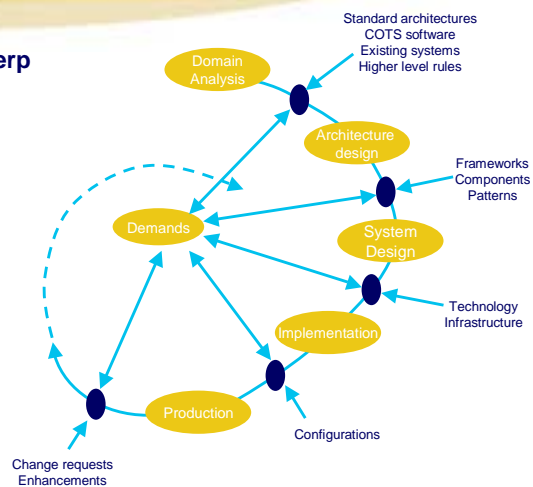 erp
Standard architectures
COTS software
Existing systems
Higher level rules
Domain
Analysis
Architecture
design
Frameworks
Components
Patterns
Demands
System
Design
Technology
Infrastructure
Implementation
Production
Configurations
Change requests
Enhancements